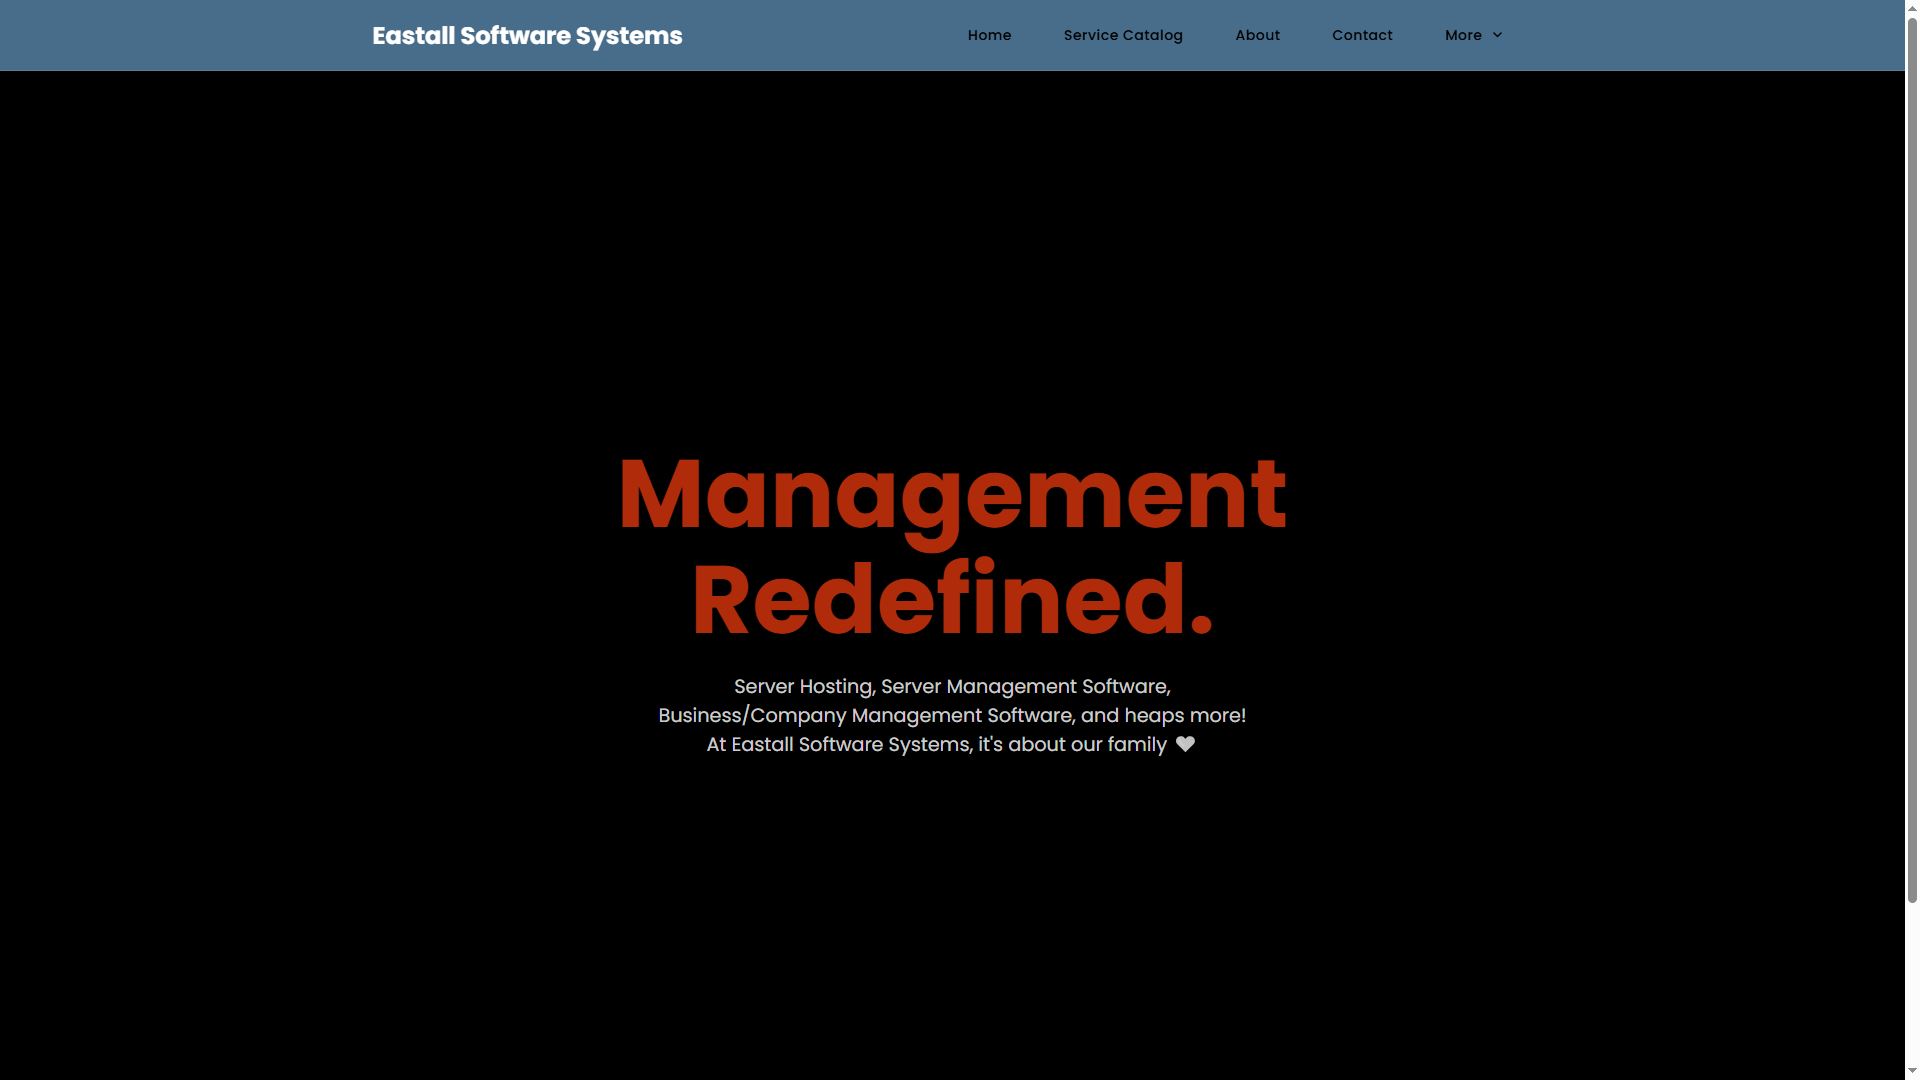 Eastall Software Systems
Home
Service Catalog
About
Contact
More
Management
Redefined.
Server Hosting, Server Management Software,
Business/Company Management Software, and heaps more!
At Eastall Software Systems, it's about our family ❤